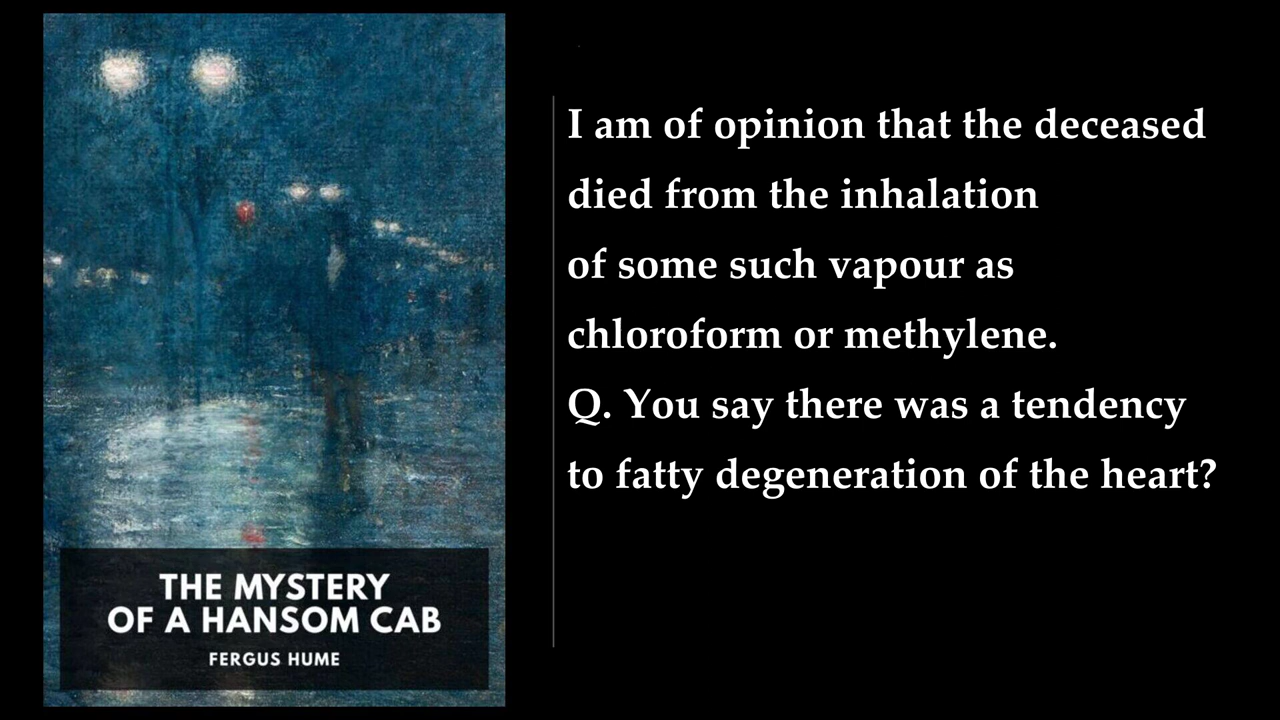 THE MYSTERY
OF A HANSOM CAB
FERGUS HUME
I am of opinion that the deceased
died from the inhalation
of some such vapour as
chloroform or methylene.
Q. You say there was a tendency
to fatty degeneration of the heart?